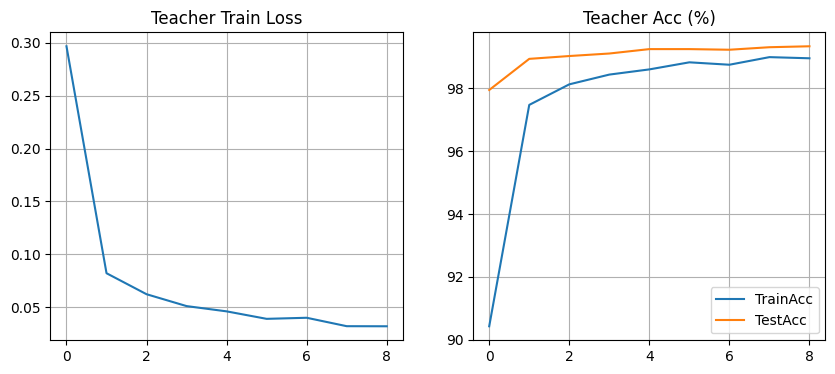 Teacher Train Loss
0.30
0.25
0.20
0.15
0.10
0.05
0 2 4 6 8
Teacher Acc (%)
98
96
94
92
90
TrainAcc
TestAcc
0 2 4 6 8